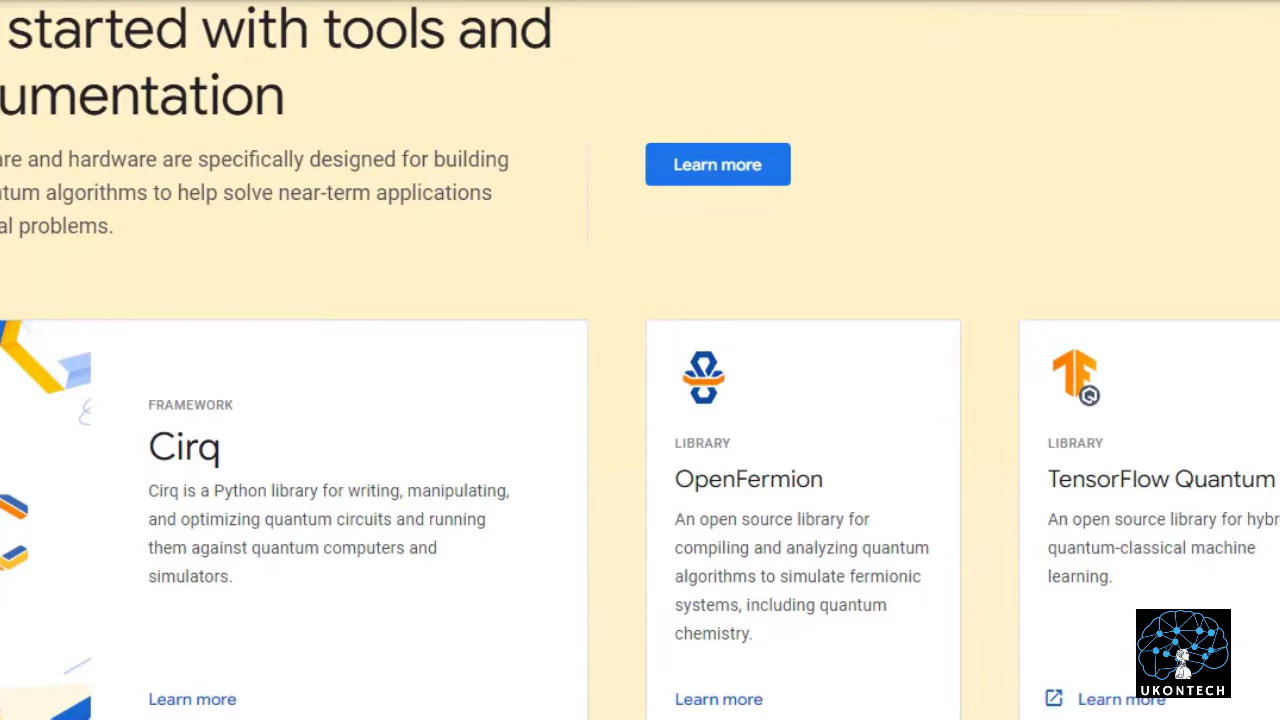 started with tools and
umentation
are and hardware are specifically designed for building
ntum algorithms to help solve near-term applications
al problems.
Learn more
FRAMEWORK
Cirq
Cirq is a Python library for writing, manipulating,
and optimizing quantum circuits and running
them against quantum computers and
simulators.
Learn more
LIBRARY
OpenFermion
An open source library for
compiling and analyzing quantum
algorithms to simulate fermionic
systems, including quantum
chemistry.
Learn more
LIBRARY
TensorFlow Quantum
An open source library for hybr
quantum-classical machine
learning.
Learn more
UKONTECH